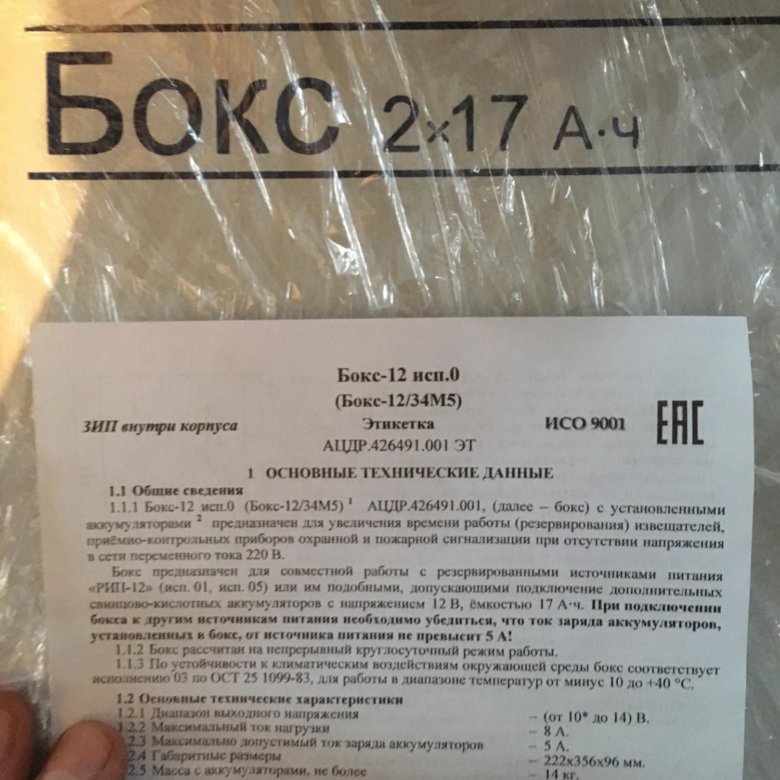 Бокс 2×17 А·ч
Бокс-12 исп.0
(Бокс-12/34М5)
ЗИП внутри корпуса Этикетка ИСО 9001 ЕАС
АЦДР.426491.001 ЭТ
1 ОСНОВНЫЕ ТЕХНИЧЕСКИЕ ДАННЫЕ
1.1 Общие сведения
1.1.1 Бокс-12 исп.0 (Бокс-12/34М5) ¹ АЦДР.426491.001, (далее – бокс) с установленными
аккумуляторами ² предназначен для увеличения времени работы (резервирования) извещателей,
приёмно-контрольных приборов охранной и пожарной сигнализации при отсутствии напряжения
в сети переменного тока 220 В.
Бокс предназначен для совместной работы с резервированными источниками питания
«РИП-12» (исп. 01, исп. 05) или им подобными, допускающими подключение дополнительных
свинцово-кислотных аккумуляторов с напряжением 12 В, ёмкостью 17 А·ч. При подключении
бокса к другим источникам питания необходимо убедиться, что ток заряда аккумуляторов,
установленных в бокс, от источника питания не превысит 5 А!
1.1.2 Бокс рассчитан на непрерывный круглосуточный режим работы.
1.1.3 По устойчивости к климатическим воздействиям окружающей среды бокс соответствует
исполнению 03 по ОСТ 25 1099-83, для работы в диапазоне температур от минус 10 до +40 °С.
1.2 Основные технические характеристики
1.2.1 Диапазон выходного напряжения – (от 10* до 14) В.
1.2.2 Максимальный ток нагрузки – 8 А.
.2.3 Максимально допустимый ток заряда аккумуляторов – 5 А.
.2.4 Габаритные размеры – 222х356х96 мм.
2.5 Масса с аккумуляторами, не более – 14 кг.